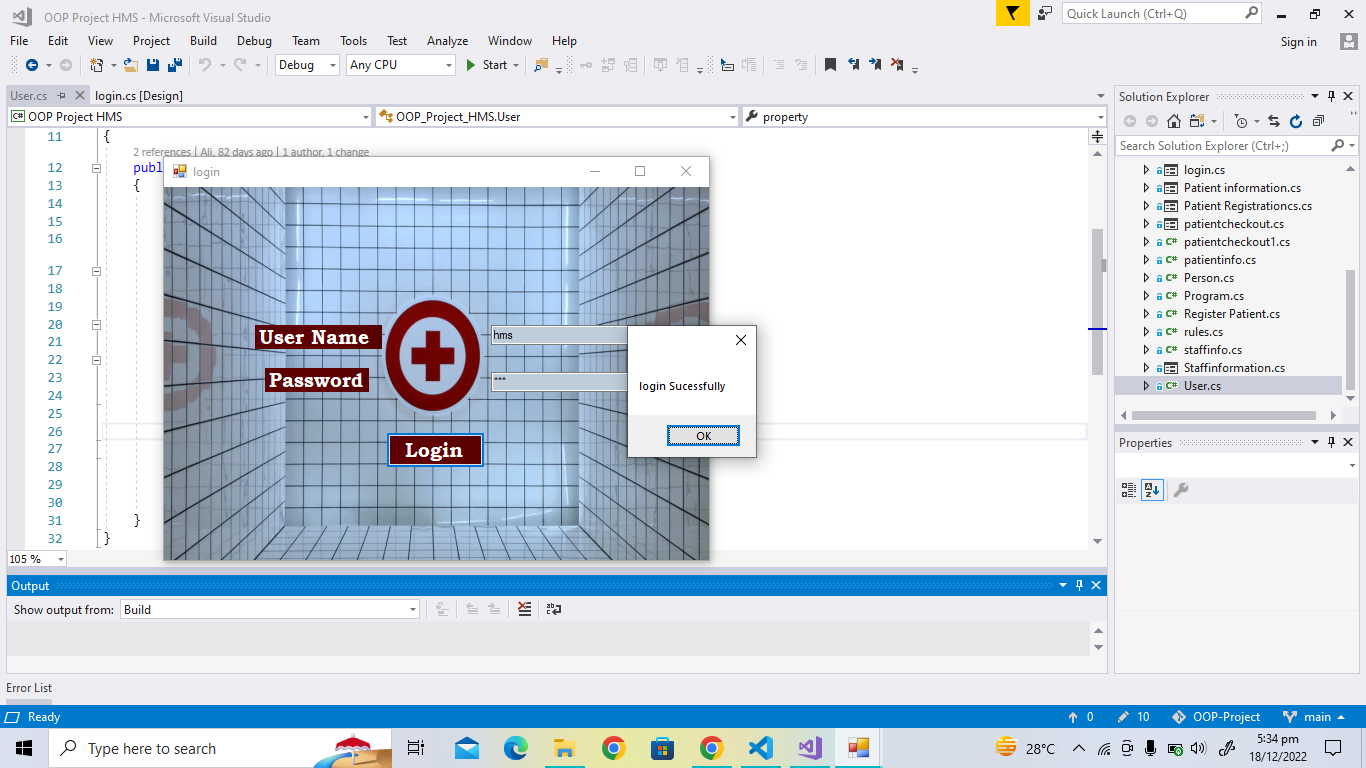 OOP Project HMS - Microsoft Visual Studio
Quick Launch (Ctrl+Q)
File Edit View Project Build Debug Team Tools Test Analyze Window Help
Sign in
Debug Any CPU Start
User.cs login.cs [Design]
OOP Project HMS OOP_Project_HMS.User property
11 {
2 references | Ali, 82 days ago | 1 author, 1 change
12 publ
13 {
14
15
16
17
18
19
20
21
22
23
24
25
26
27
28
29
30
31 }
32 }
105 %
login
User Name
hms
Password
***
Login
login Sucessfully
OK
Output
Show output from: Build
Error List
Solution Explorer
Search Solution Explorer (Ctrl+;)
login.cs
Patient information.cs
Patient Registrationcs.cs
patientcheckout.cs
patientcheckout1.cs
patientinfo.cs
Person.cs
Program.cs
Register Patient.cs
rules.cs
staffinfo.cs
Staffinformation.cs
User.cs
Properties
Ready
0 10 OOP-Project main
Type here to search
28°C
5:34 pm
18/12/2022